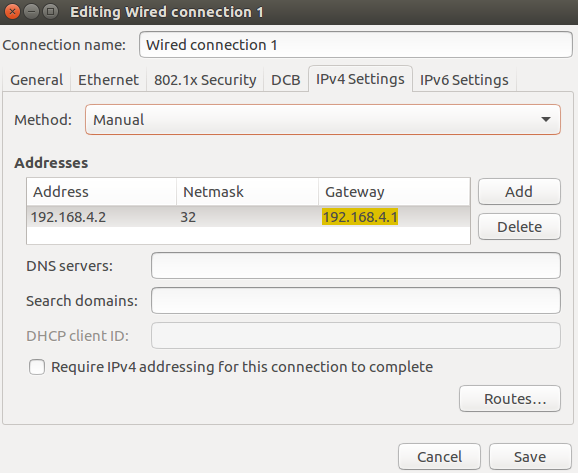 Editing Wired connection 1
Connection name: Wired connection 1
General Ethernet 802.1x Security DCB IPv4 Settings IPv6 Settings
Method: Manual
Addresses
Address Netmask Gateway Add
192.168.4.2 32 192.168.4.1
Delete
DNS servers:
Search domains:
DHCP client ID:
Require IPv4 addressing for this connection to complete
Routes…
Cancel Save